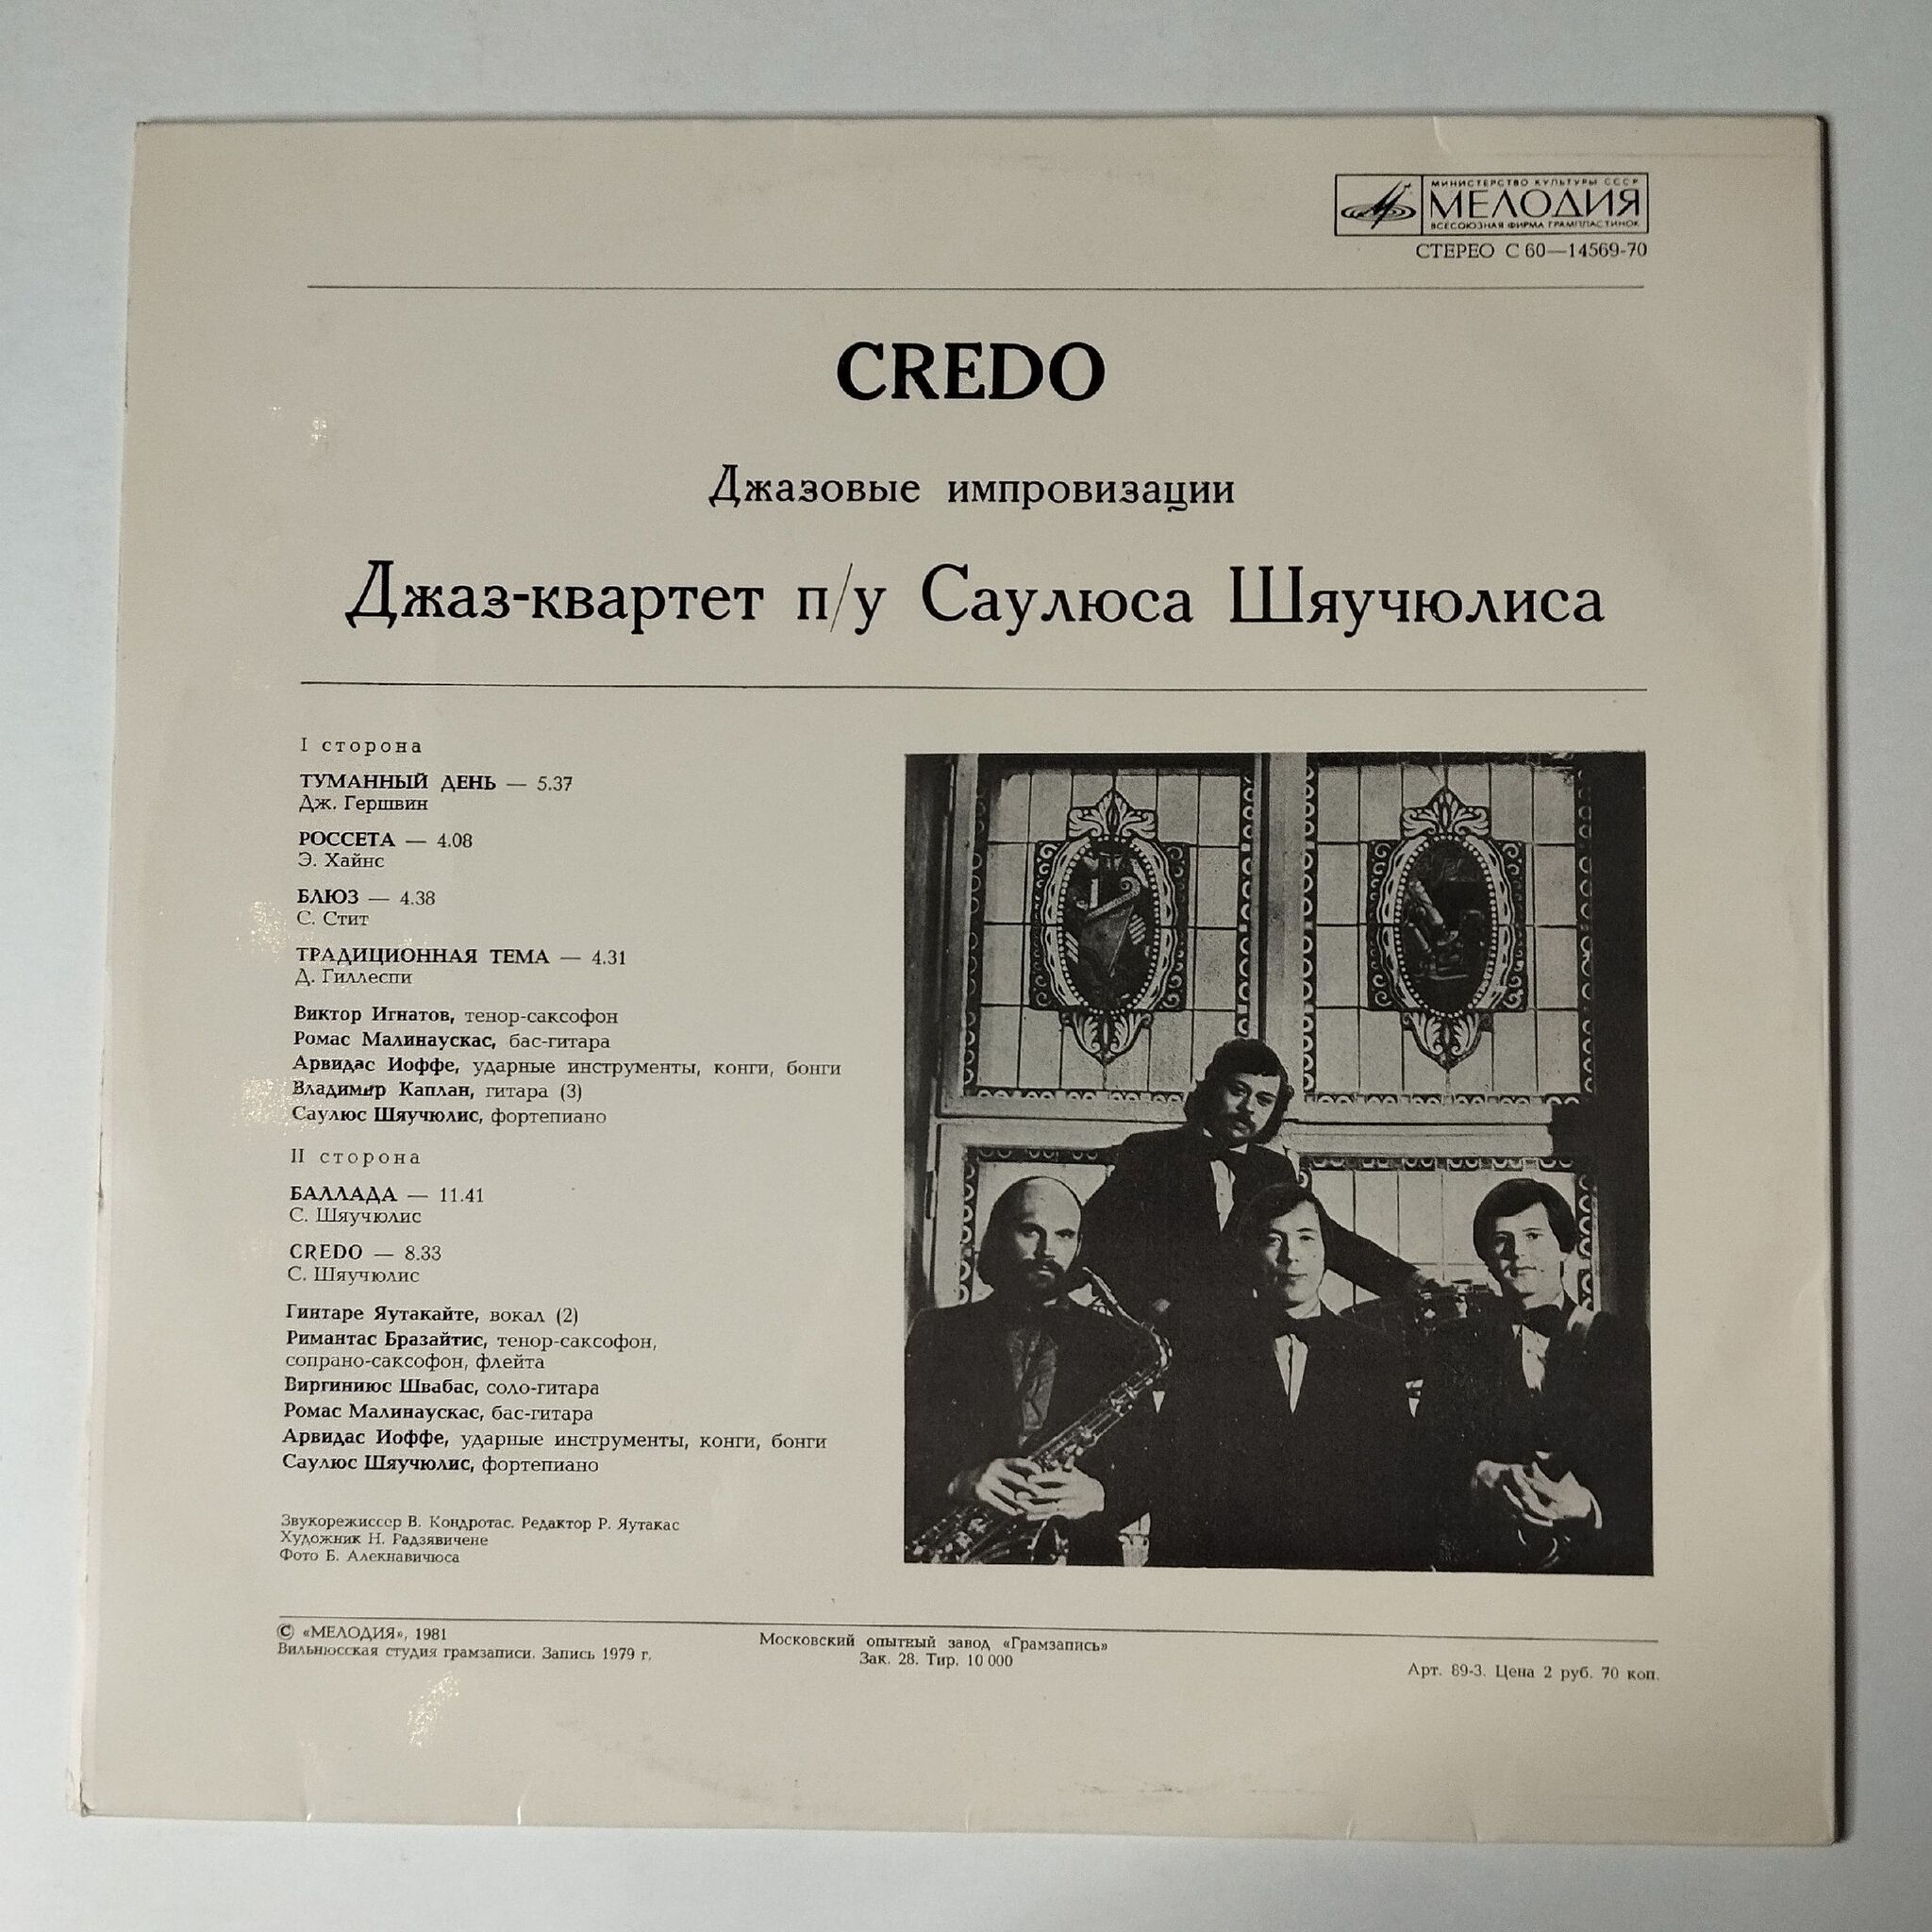 МИНИСТЕРСТВО КУЛЬТУРЫ СССР
МЕЛОДИЯ
ВСЕСОЮЗНАЯ ФИРМА ГРАМПЛАСТИНОК
СТЕРЕО С 60—14569-70
CREDO
Джазовые импровизации
Джаз-квартет п/у Саулюса Шяучюлиса
I сторона
ТУМАННЫЙ ДЕНЬ — 5.37
Дж. Гершвин
РОССЕТА — 4.08
Э. Хайнс
БЛЮЗ — 4.38
С. Стит
ТРАДИЦИОННАЯ ТЕМА — 4.31
Д. Гиллеспи
Виктор Игнатов, тенор-саксофон
Ромас Малинаускас, бас-гитара
Арвидас Иоффе, ударные инструменты, конги, бонги
Владимир Каплан, гитара (3)
Саулюс Шяучюлис, фортепиано
II сторона
БАЛЛАДА — 11.41
С. Шяучюлис
CREDO — 8.33
С. Шяучюлис
Гинтаре Яутакайте, вокал (2)
Римантас Бразайтис, тенор-саксофон,
сопрано-саксофон, флейта
Виргиниюс Швабас, соло-гитара
Ромас Малинаускас, бас-гитара
Арвидас Иоффе, ударные инструменты, конги, бонги
Саулюс Шяучюлис, фортепиано
Звукорежиссер В. Кондротас. Редактор Р. Яутакас
Художник Н. Радзявичене
Фото Б. Алекнавичюса
© «МЕЛОДИЯ», 1981
Вильнюсская студия грамзаписи. Запись 1979 г.
Московский опытный завод «Грамзапись»
Зак. 28. Тир. 10 000
Арт. 89-3. Цена 2 руб. 70 коп.